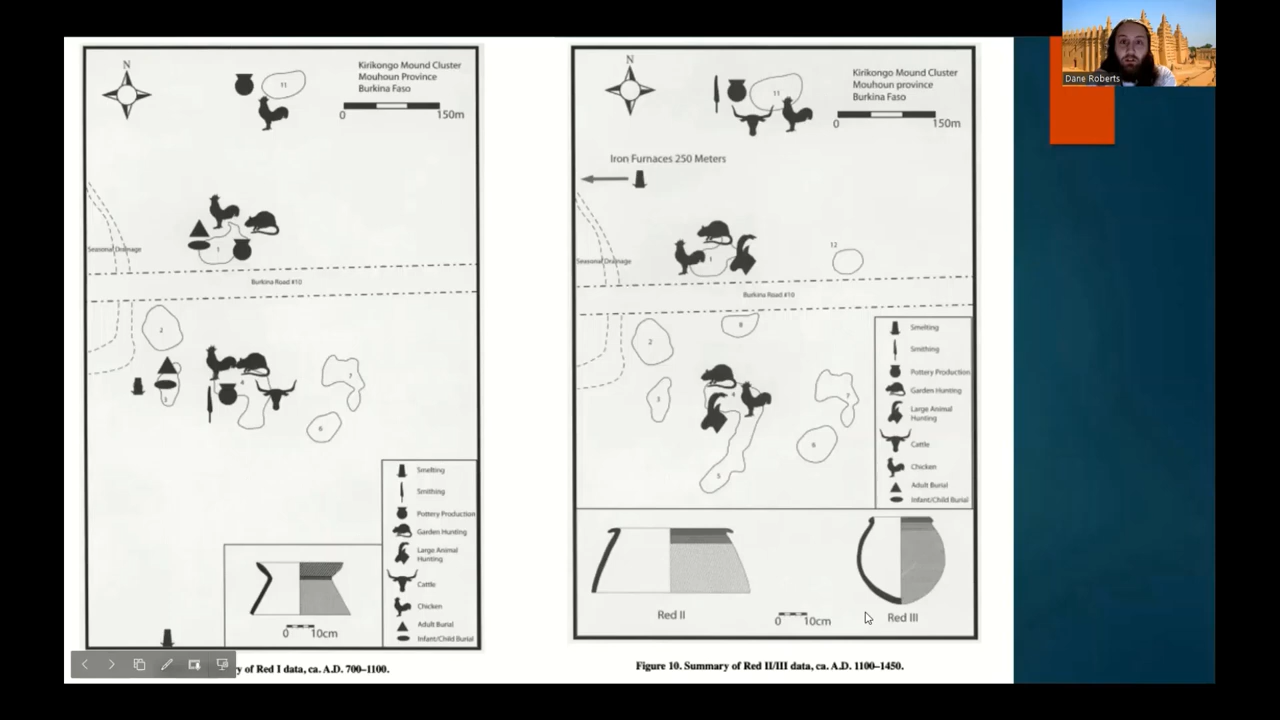 Dane Roberts
N
11
Kirikongo Mound Cluster
Mouhoun Province
Burkina Faso
0
150m
Seasonal Drainage
1
Burkina Road #10
2
3
4
7
6
Smelting
Smithing
Pottery Production
Garden Hunting
Large Animal
Hunting
Cattle
Chicken
Adult Burial
Infant/Child Burial
0
10cm
y of Red I data, ca. A.D. 700–1100.
N
11
Kirikongo Mound Cluster
Mouhoun province
Burkina Faso
0
150m
Iron Furnaces 250 Meters
Seasonal Drainage
1
12
Burkina Road #10
8
2
3
4
7
5
Smelting
Smithing
Pottery Production
Garden Hunting
Large Animal
Hunting
Cattle
Chicken
Adult Burial
Infant/Child Burial
Red II
0
10cm
Red III
Figure 10. Summary of Red II/III data, ca. A.D. 1100–1450.